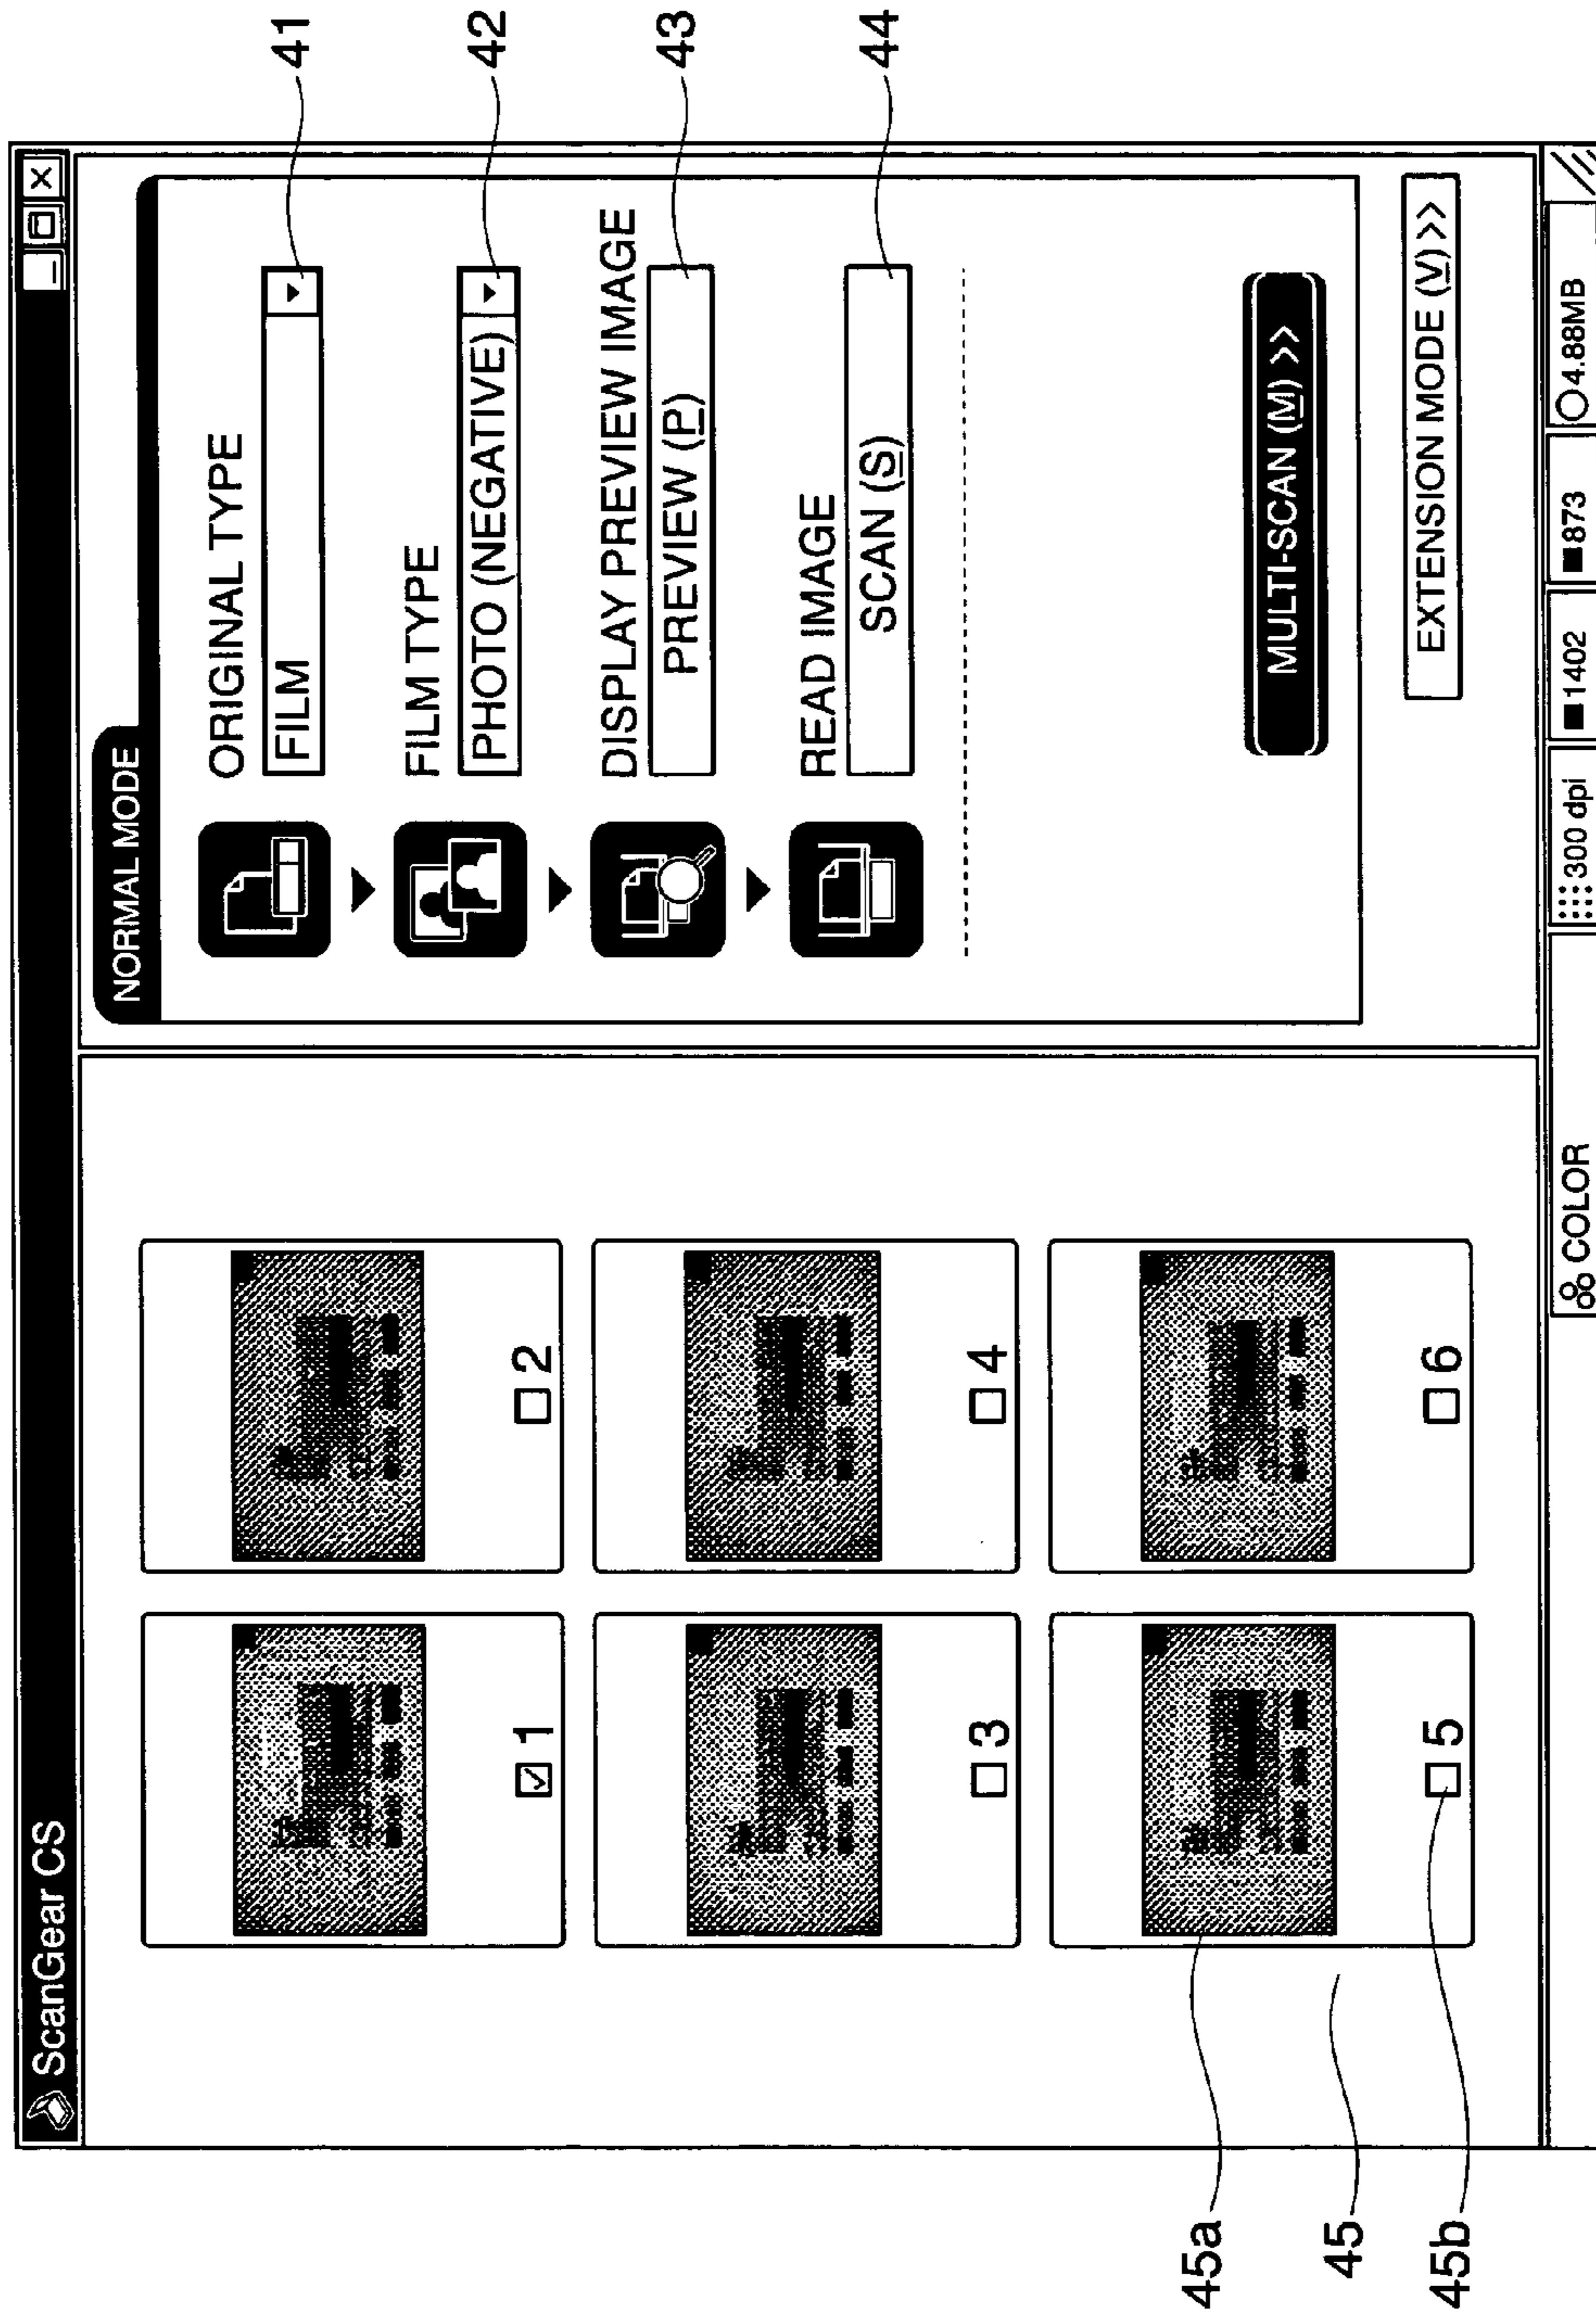 ScanGear CS
NORMAL MODE
ORIGINAL TYPE
FILM
41
FILM TYPE
PHOTO (NEGATIVE)
42
DISPLAY PREVIEW IMAGE
PREVIEW (P)
43
READ IMAGE
SCAN (S)
44
MULTI-SCAN (M) >>
EXTENSION MODE (V) >>
1
2
3
4
5
6
45a
45
45b
COLOR
300 dpi
1402
873
4.88MB